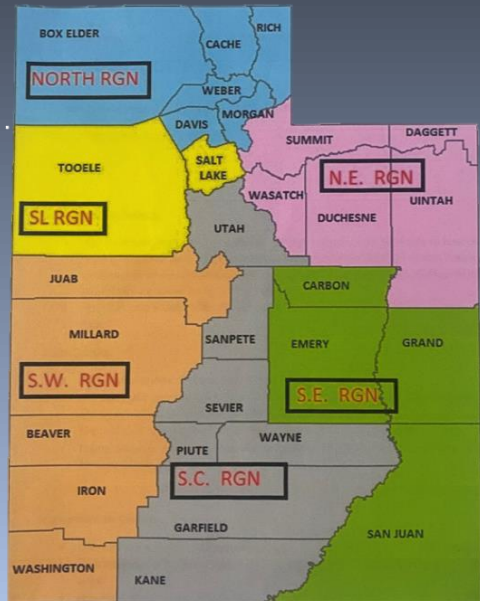 BOX ELDER
RICH
CACHE
NORTH RGN
WEBER
MORGAN
DAVIS
SUMMIT
DAGGETT
TOOELE
SALT
LAKE
N.E. RGN
WASATCH
UINTAH
SL RGN
DUCHESNE
UTAH
JUAB
CARBON
MILLARD
SANPETE
EMERY
GRAND
S.W. RGN
S.E. RGN
SEVIER
BEAVER
WAYNE
PIUTE
S.C. RGN
IRON
GARFIELD
SAN JUAN
WASHINGTON
KANE